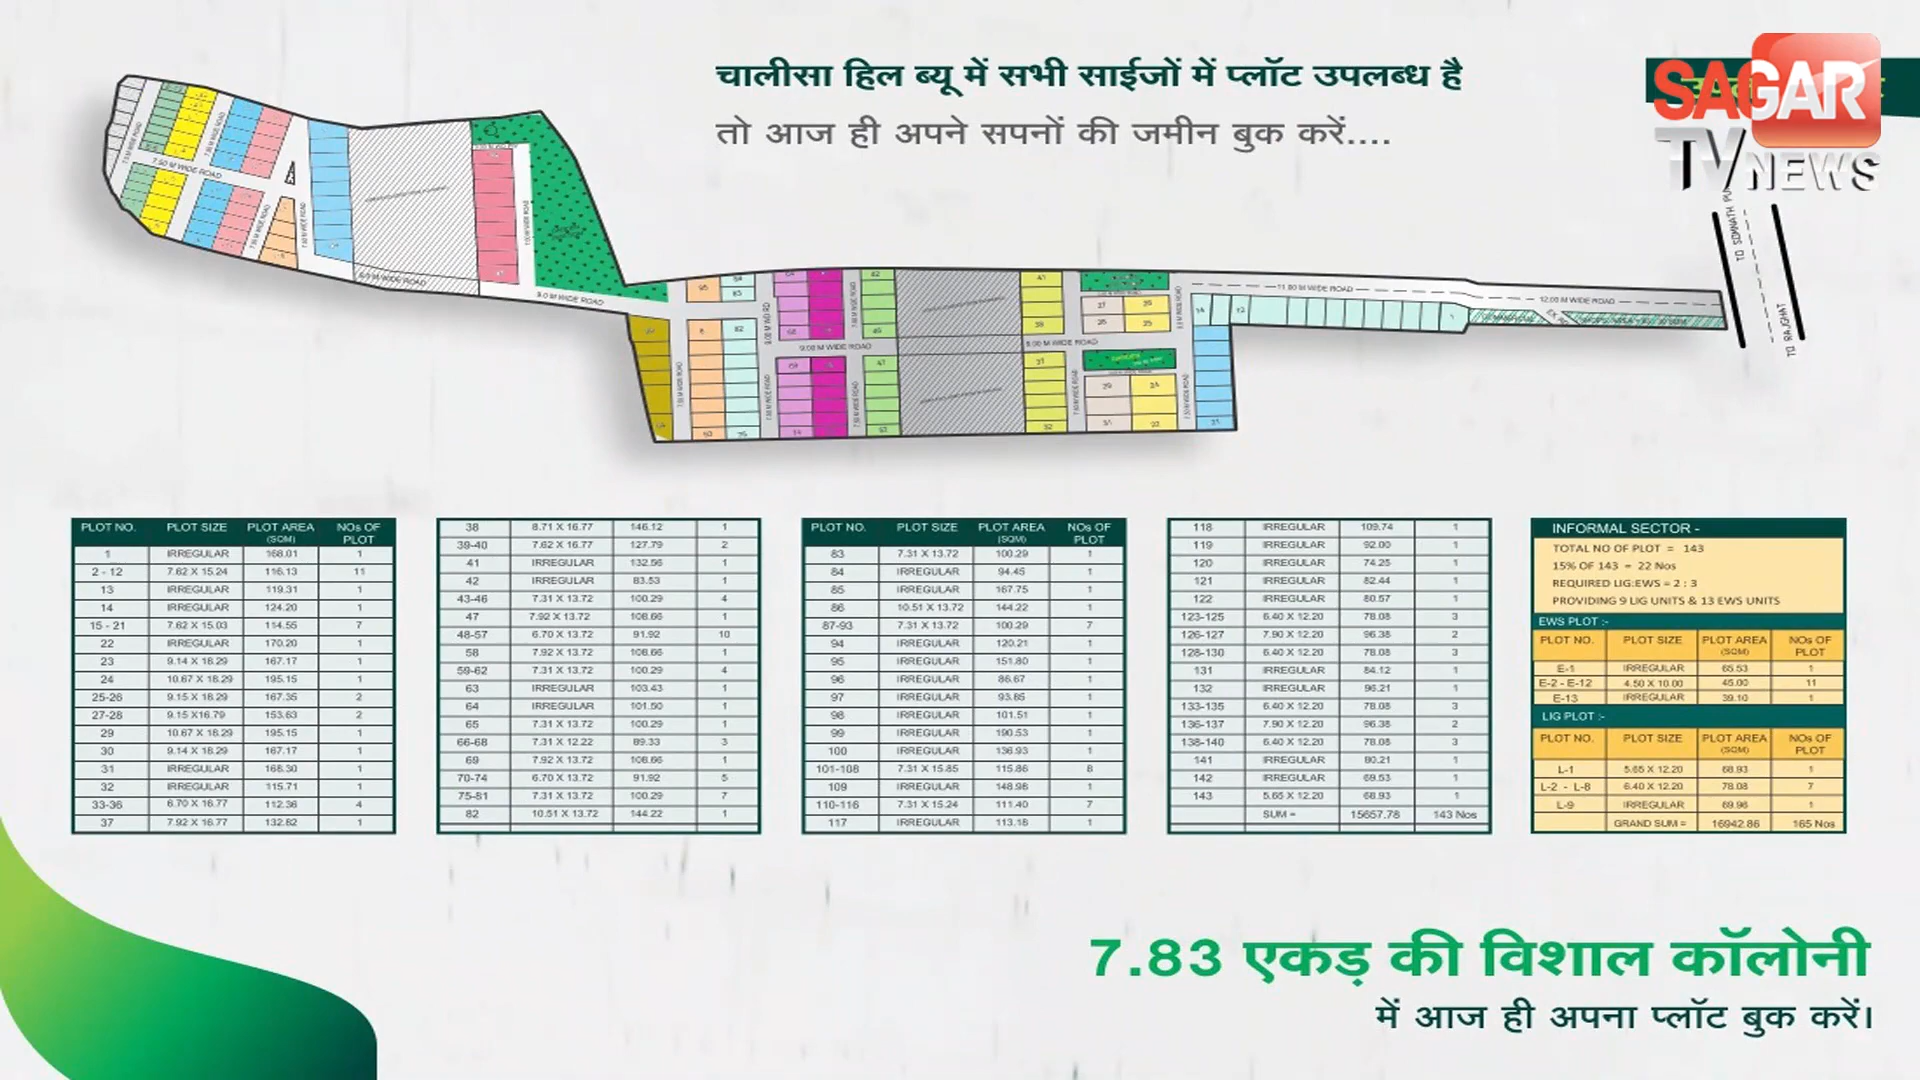 चालीसा हिल ब्यू में सभी साईजों में प्लॉट उपलब्ध है
तो आज ही अपने सपनों की जमीन बुक करें....
SAGAR
TV NEWS
7.50 M WIDE ROAD
9.0 M WIDE ROAD
9.00 M WIDE ROAD
9.00 M WIDE ROAD
11.80 M WIDE ROAD
12.00 M WIDE ROAD
TO SOMNATH
TO RAJGHAT
PLOT NO. PLOT SIZE PLOT AREA (SQM) NOs OF PLOT
1 IRREGULAR 168.01 1
2 - 12 7.62 X 15.24 116.13 11
13 IRREGULAR 119.31 1
14 IRREGULAR 124.20 1
15 - 21 7.62 X 15.03 114.55 7
22 IRREGULAR 170.20 1
23 9.14 X 18.29 167.17 1
24 10.67 X 18.29 195.15 1
25-26 9.15 X 18.29 167.35 2
27-28 9.15 X16.79 153.63 2
29 10.67 X 18.29 195.15 1
30 9.14 X 18.29 167.17 1
31 IRREGULAR 168.30 1
32 IRREGULAR 115.71 1
33-36 6.70 X 16.77 112.36 4
37 7.92 X 16.77 132.82 1
38 8.71 X 16.77 146.12 1
39-40 7.62 X 16.77 127.79 2
41 IRREGULAR 132.56 1
42 IRREGULAR 83.53 1
43-46 7.31 X 13.72 100.29 4
47 7.92 X 13.72 108.66 1
48-57 6.70 X 13.72 91.92 10
58 7.92 X 13.72 108.66 1
59-62 7.31 X 13.72 100.29 4
63 IRREGULAR 103.43 1
64 IRREGULAR 101.50 1
65 7.31 X 13.72 100.29 1
66-68 7.31 X 12.22 89.33 3
69 7.92 X 13.72 108.66 1
70-74 6.70 X 13.72 91.92 5
75-81 7.31 X 13.72 100.29 7
82 10.51 X 13.72 144.22 1
PLOT NO. PLOT SIZE PLOT AREA (SQM) NOs OF PLOT
83 7.31 X 13.72 100.29 1
84 IRREGULAR 94.45 1
85 IRREGULAR 167.75 1
86 10.51 X 13.72 144.22 1
87-93 7.31 X 13.72 100.29 7
94 IRREGULAR 120.21 1
95 IRREGULAR 151.80 1
96 IRREGULAR 86.67 1
97 IRREGULAR 93.85 1
98 IRREGULAR 101.51 1
99 IRREGULAR 190.53 1
100 IRREGULAR 136.93 1
101-108 7.31 X 15.85 115.86 8
109 IRREGULAR 148.98 1
110-116 7.31 X 15.24 111.40 7
117 IRREGULAR 113.18 1
118 IRREGULAR 109.74 1
119 IRREGULAR 92.00 1
120 IRREGULAR 74.25 1
121 IRREGULAR 82.44 1
122 IRREGULAR 80.57 1
123-125 6.40 X 12.20 78.08 3
126-127 7.90 X 12.20 96.38 2
128-130 6.40 X 12.20 78.08 3
131 IRREGULAR 84.12 1
132 IRREGULAR 96.21 1
133-135 6.40 X 12.20 78.08 3
136-137 7.90 X 12.20 96.38 2
138-140 6.40 X 12.20 78.08 3
141 IRREGULAR 80.21 1
142 IRREGULAR 69.53 1
143 5.65 X 12.20 68.93 1
SUM = 15657.78 143 Nos
INFORMAL SECTOR -
TOTAL NO OF PLOT = 143
15% OF 143 = 22 Nos
REQUIRED LIG:EWS = 2 : 3
PROVIDING 9 LIG UNITS & 13 EWS UNITS
EWS PLOT :-
PLOT NO. PLOT SIZE PLOT AREA (SQM) NOs OF PLOT
E-1 IRREGULAR 65.53 1
E-2 - E-12 4.50 X 10.00 45.00 11
E-13 IRREGULAR 39.10 1
LIG PLOT :-
PLOT NO. PLOT SIZE PLOT AREA (SQM) NOs OF PLOT
L-1 5.65 X 12.20 68.93 1
L-2 - L-8 6.40 X 12.20 78.08 7
L-9 IRREGULAR 69.96 1
GRAND SUM = 16942.86 165 Nos
7.83 एकड़ की विशाल कॉलोनी
में आज ही अपना प्लॉट बुक करें।